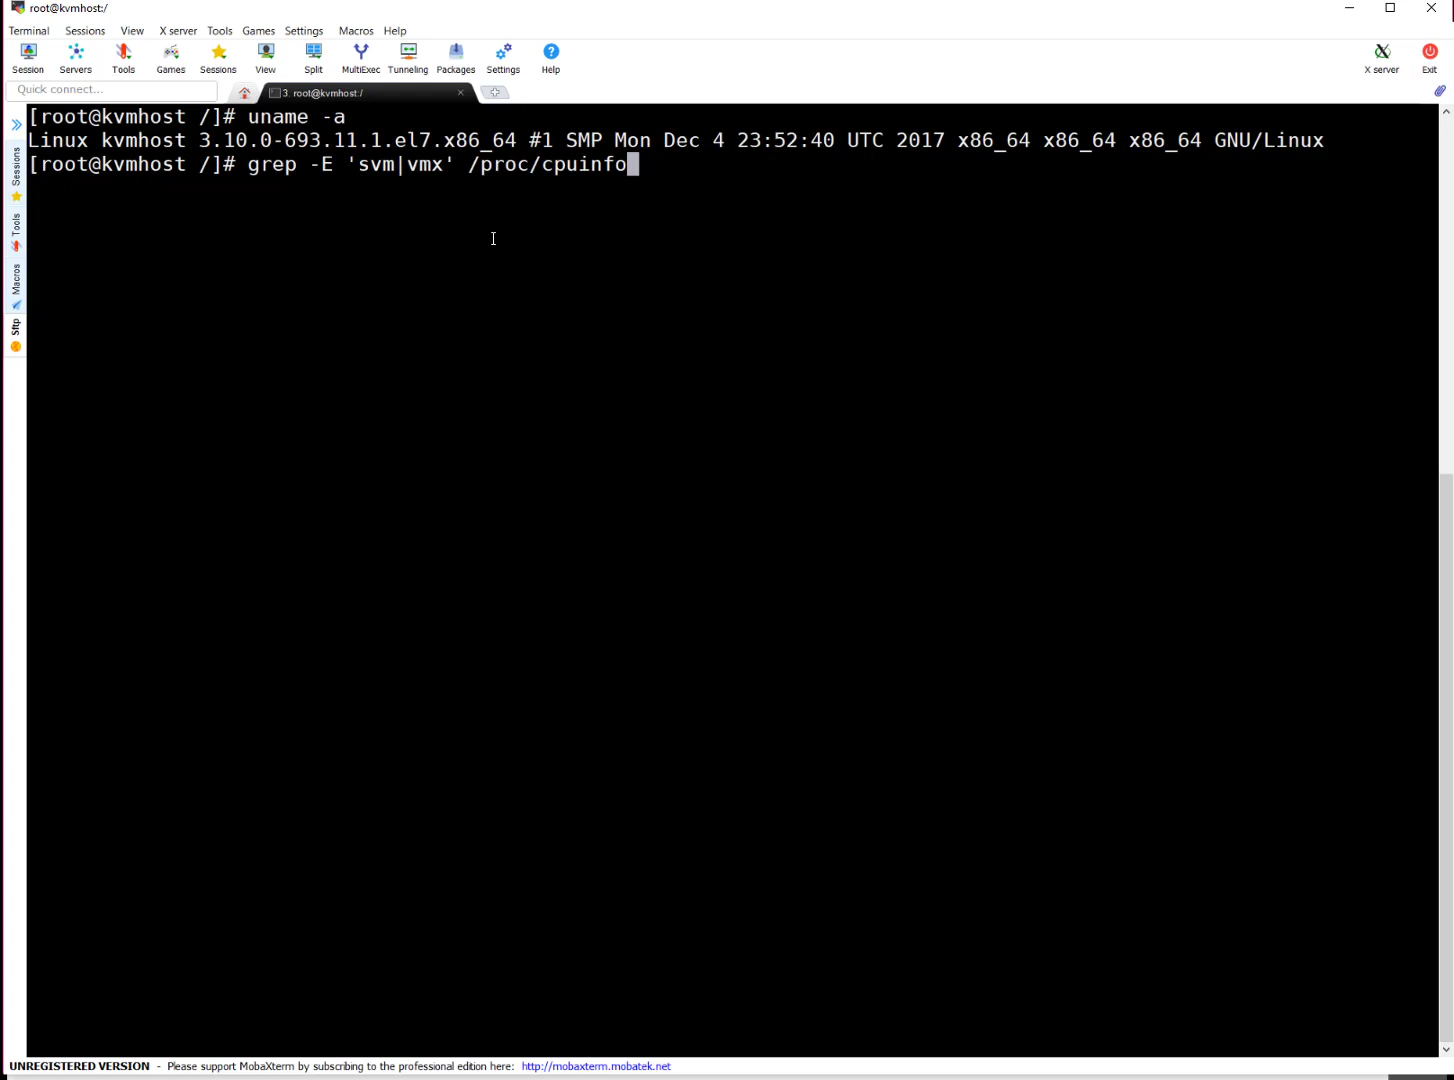 root@kvmhost:/
Terminal Sessions View X server Tools Games Settings Macros Help
Session Servers Tools Games Sessions View Split MultiExec Tunneling Packages Settings Help X server Exit
Quick connect...
3. root@kvmhost:/
[root@kvmhost /]# uname -a
Linux kvmhost 3.10.0-693.11.1.el7.x86_64 #1 SMP Mon Dec 4 23:52:40 UTC 2017 x86_64 x86_64 x86_64 GNU/Linux
[root@kvmhost /]# grep -E 'svm|vmx' /proc/cpuinfo
Sessions
Tools
Macros
Sftp
UNREGISTERED VERSION - Please support MobaXterm by subscribing to the professional edition here: http://mobaxterm.mobatek.net